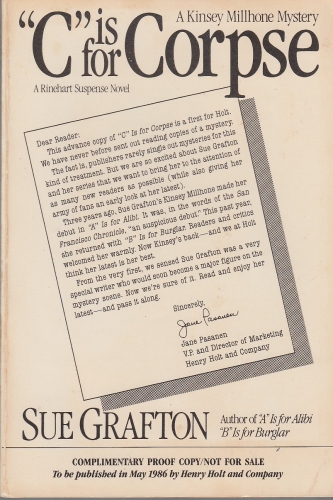 A Kinsey Millhone Mystery
"C" is
for Corpse
A Rinehart Suspense Novel
Dear Reader:
This advance copy of "C" Is for Corpse is a first for Holt.
We have never before sent out reading copies of a mystery.
The fact is, publishers rarely single out mysteries for this
kind of treatment. But we are so excited about Sue Grafton
and her series that we want to bring her to the attention of
as many new readers as possible (while also giving her
army of fans an early look at her latest).
Three years ago, Sue Grafton's Kinsey Millhone made her
debut in "A" Is for Alibi. It was, in the words of the San
Francisco Chronicle, "an auspicious debut." This past year,
she returned with "B" Is for Burglar. Readers and critics
welcomed her warmly. Now Kinsey's back—and we at Holt
think her latest is her best.
From the very first, we sensed Sue Grafton was a very
special writer who would soon become a major figure on the
mystery scene. Now we're sure of it. Read and enjoy her
latest—and pass it along.
Sincerely,
Jane Pasanen
Jane Pasanen
V.P. and Director of Marketing
Henry Holt and Company
SUE GRAFTON
Author of "A" Is for Alibi
"B" Is for Burglar
COMPLIMENTARY PROOF COPY/NOT FOR SALE
To be published in May 1986 by Henry Holt and Company